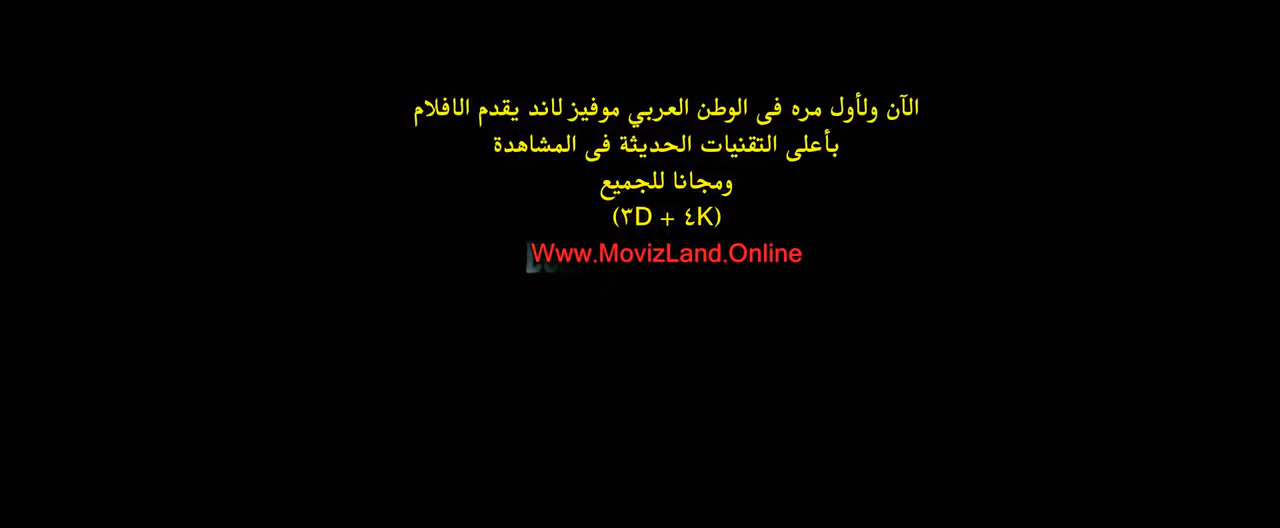 الآن ولأول مره فى الوطن العربي موفيز لاند يقدم الافلام
بأعلى التقنيات الحديثة فى المشاهدة
ومجانا للجميع
(٣D + ٤K)
Www.MovizLand.Online